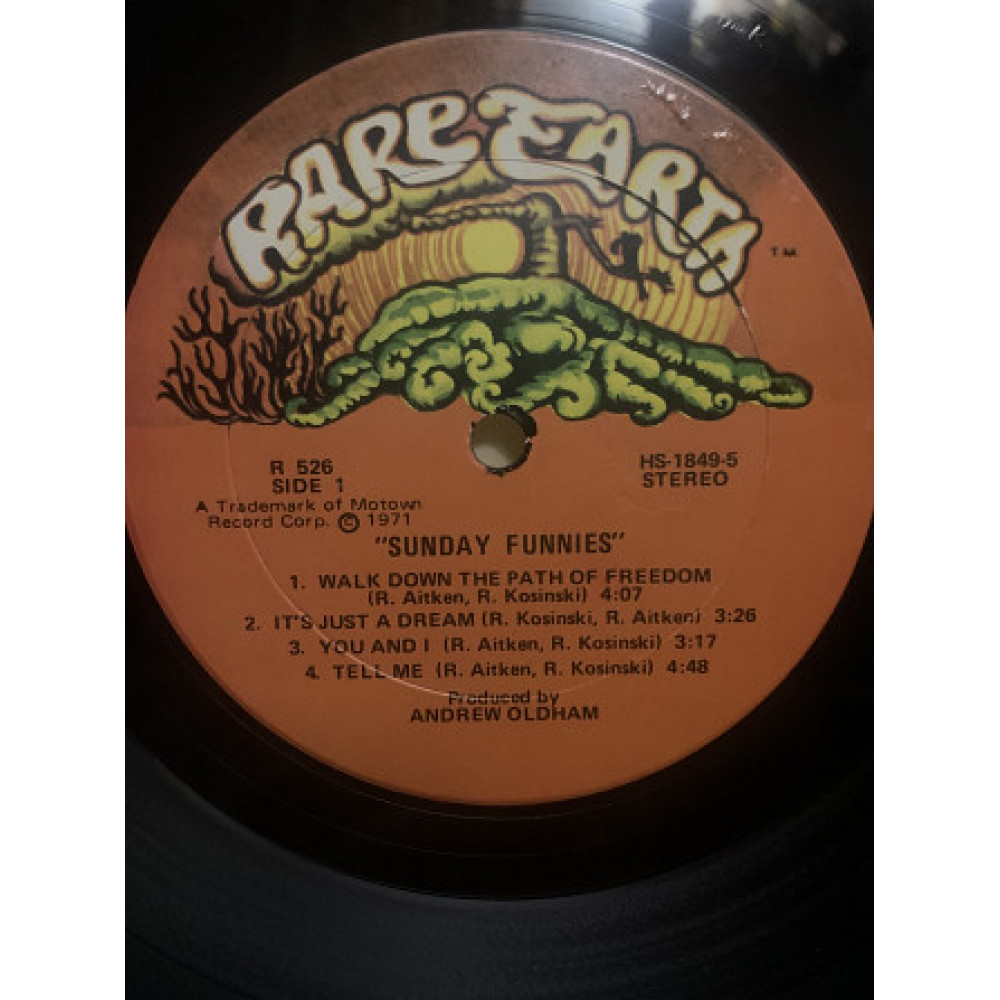 RARE EARTH
T.M.
R 526
SIDE 1
HS-1849-5
STEREO
A Trademark of Motown
Record Corp. © 1971
"SUNDAY FUNNIES"
1. WALK DOWN THE PATH OF FREEDOM
(R. Aitken, R. Kosinski) 4:07
2. IT'S JUST A DREAM (R. Kosinski, R. Aitken) 3:26
3. YOU AND I (R. Aitken, R. Kosinski) 3:17
4. TELL ME (R. Aitken, R. Kosinski) 4:48
Produced by
ANDREW OLDHAM